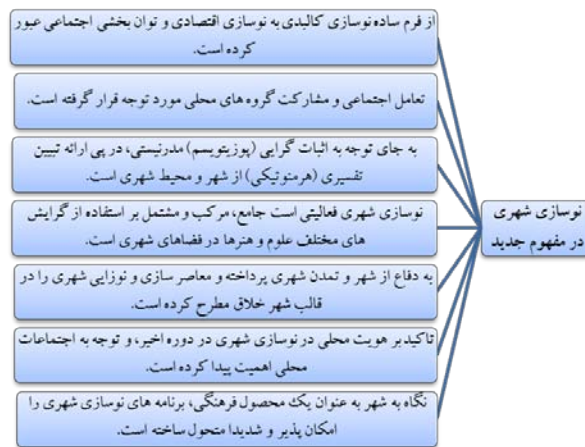 از فرم ساده نوسازی کالبدی به نوسازی اقتصادی و توان بخشی اجتماعی عبور
کرده است.
تعامل اجتماعی و مشارکت گروه های محلی مورد توجه قرار گرفته است.
به جای توجه به اثبات گرایی (پوزیتویسم) مدرنیستی، در پی ارائه تبیین
تفسیری (هرمنوتیکی) از شهر و محیط شهری است.
نوسازی شهری فعالیتی است جامع، مرکب و مشتمل بر استفاده از گرایش
های مختلف علوم و هنرها در فضاهای شهری است.
به دفاع از شهر و تمدن شهری پرداخته و معاصر سازی و نوزایی شهری را در
قالب شهر خلاق مطرح کرده است.
تاکید بر هویت محلی در نوسازی شهری در دوره اخیر، و توجه به اجتماعات
محلی اهمیت پیدا کرده است.
نگاه به شهر به عنوان یک محصول فرهنگی، برنامه های نوسازی شهری را
امکان پذیر و شدیدا متحول ساخته است.
نوسازی شهری
در مفهوم جدید